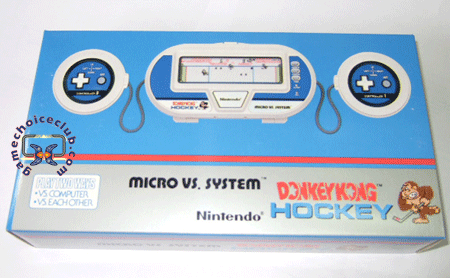 DONKEY KONG
HOCKEY
Nintendo
MICRO VS. SYSTEM
CONTROLLER 2
CONTROLLER 1
gamechoiceclub.com
PLAY TWO WAYS
• VS. COMPUTER
• VS. EACH OTHER
MICRO VS. SYSTEM™
Nintendo®
DONKEY KONG™
HOCKEY